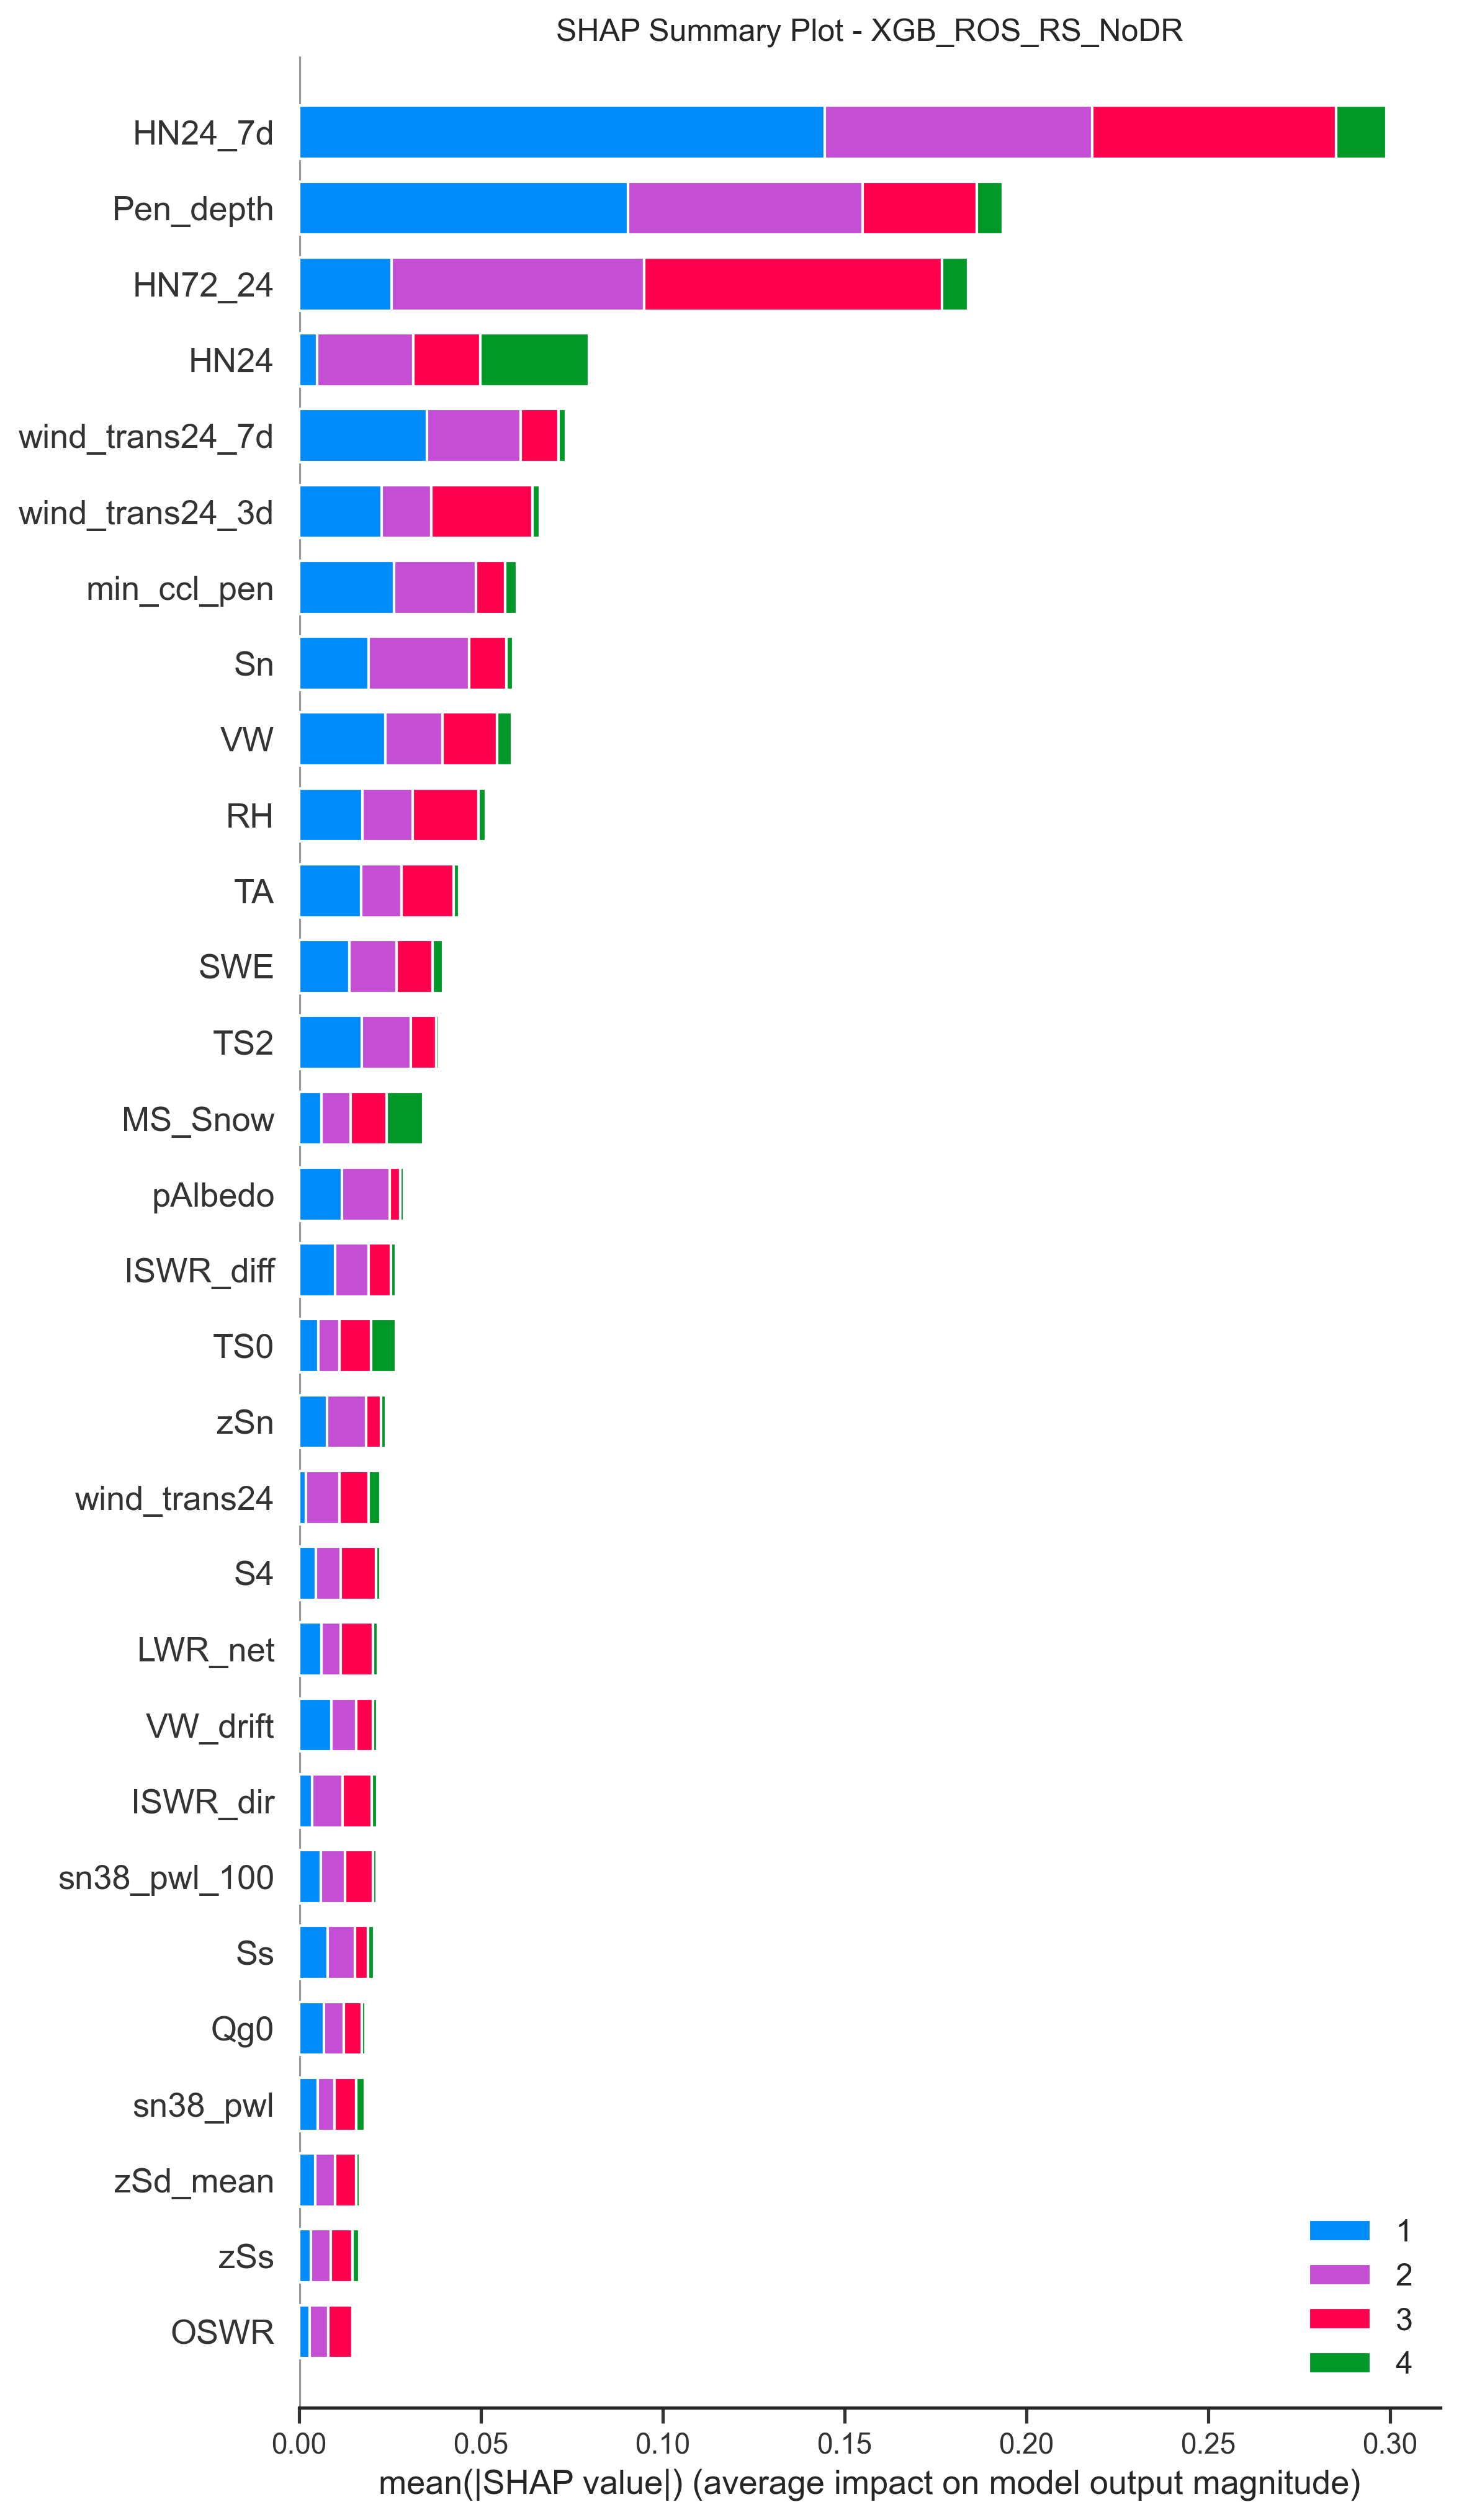 SHAP Summary Plot - XGB_ROS_RS_NoDR
HN24_7d
Pen_depth
HN72_24
HN24
wind_trans24_7d
wind_trans24_3d
min_ccl_pen
Sn
VW
RH
TA
SWE
TS2
MS_Snow
pAlbedo
ISWR_diff
TS0
zSn
wind_trans24
S4
LWR_net
VW_drift
ISWR_dir
sn38_pwl_100
Ss
Qg0
sn38_pwl
zSd_mean
zSs
OSWR
1
2
3
4
0.00 0.05 0.10 0.15 0.20 0.25 0.30
mean(|SHAP value|) (average impact on model output magnitude)